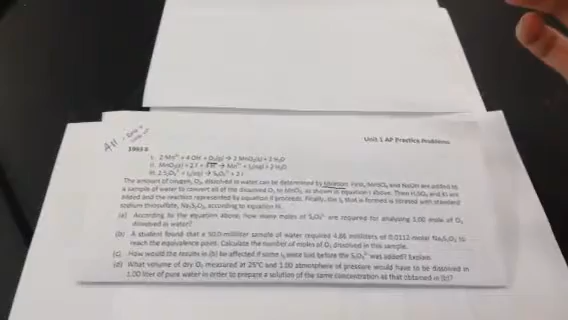 All
Unit 1 AP Practice Problems
1993 B
I. 2 Mn²⁺ + 4 OH⁻ + O₂(g) → 2 MnO₂(s) + 2 H₂O
II. MnO₂(s) + 2 I⁻ + 4 H⁺ → Mn²⁺ + I₂(aq) + 2 H₂O
III. 2 S₂O₃²⁻ + I₂(aq) → S₄O₆²⁻ + 2 I⁻
The amount of oxygen, O₂, dissolved in water can be determined by titration. First, MnSO₄ and NaOH are added to
a sample of water to convert all of the dissolved O₂ to MnO₂, as shown in equation I above. Then H₂SO₄ and KI are
added and the reaction represented by equation II proceeds. Finally, the I₂ that is formed is titrated with standard
sodium thiosulfate, Na₂S₂O₃, according to equation III.
(a) According to the equation above, how many moles of S₂O₃²⁻ are required for analyzing 1.00 mole of O₂
dissolved in water?
(b) A student found that a 50.0-milliliter sample of water required 4.86 milliliters of 0.0112-molar Na₂S₂O₃ to
reach the equivalence point. Calculate the number of moles of O₂ dissolved in this sample.
(c) How would the results in (b) be affected if some I₂ were lost before the S₂O₃²⁻ was added? Explain.
(d) What volume of dry O₂ measured at 25°C and 1.00 atmosphere of pressure would have to be dissolved in
1.00 liter of pure water in order to prepare a solution of the same concentration as that obtained in (b)?